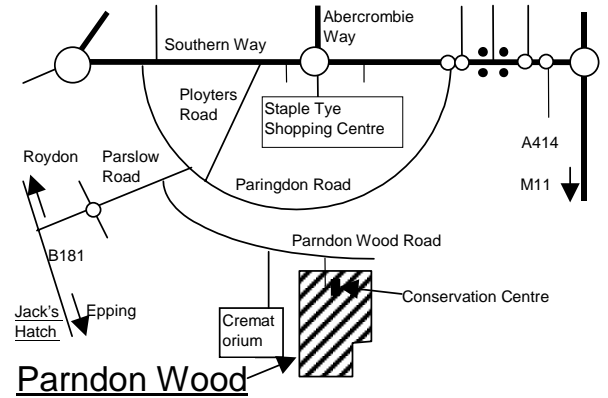 Abercrombie
Way
Southern Way
Ployters
Road
Staple Tye
Shopping Centre
A414
Roydon
Parslow
Road
Paringdon Road
M11
Parndon Wood Road
B181
Conservation Centre
Jack's
Hatch
Epping
Cremat
orium
Parndon Wood